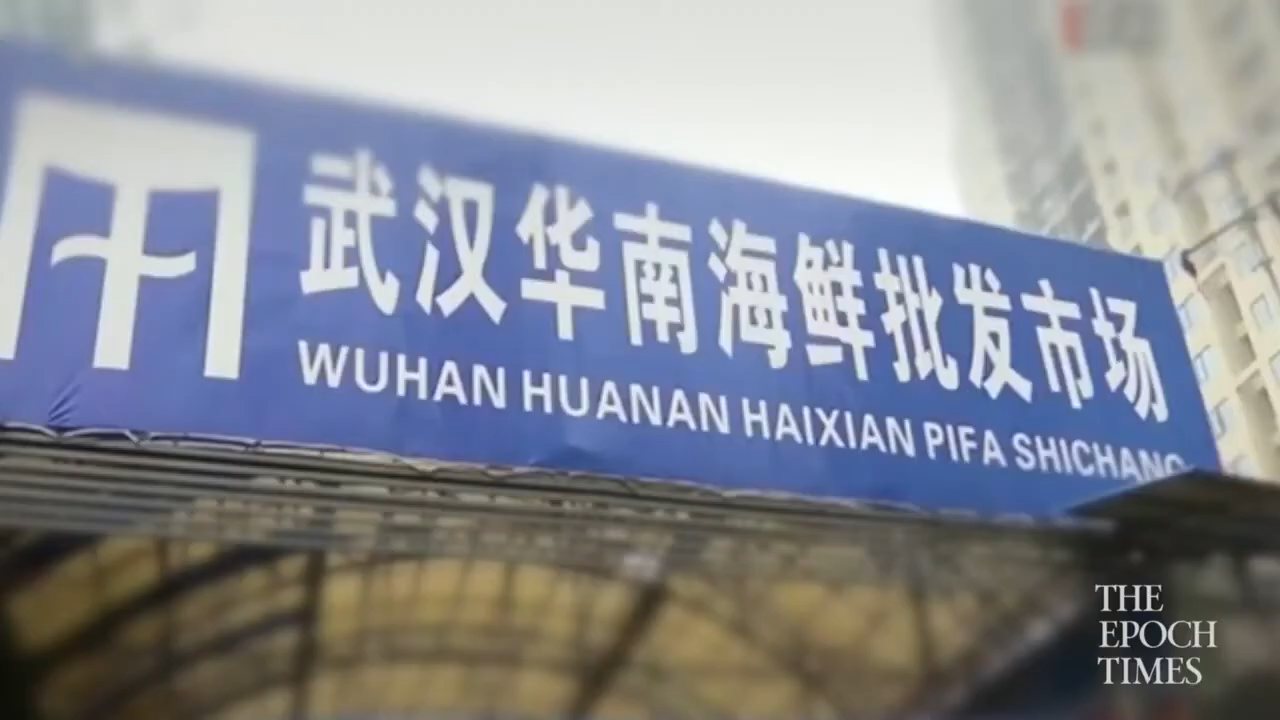 武汉华南海鲜批发市场
WUHAN HUANAN HAIXIAN PIFA SHICHANG
THE
EPOCH
TIMES